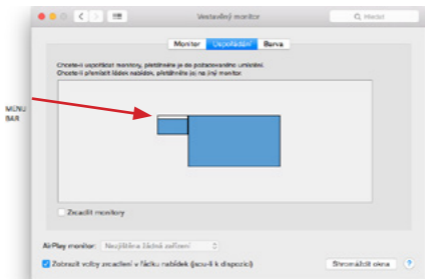 Vestavěný monitor
Hledat
Monitor Uspořádání Barva
Chcete-li uspořádat monitory, přetáhněte je do požadovaného umístění.
Chcete-li přemístit řádek nabídek, přetáhněte jej na jiný monitor.
MENU
BAR
Zrcadlit monitory
AirPlay monitor: Nezjištěna žádná zařízení
Zobrazit volby zrcadlení v řádku nabídek (jsou-li k dispozici)
Shromáždit okna ?